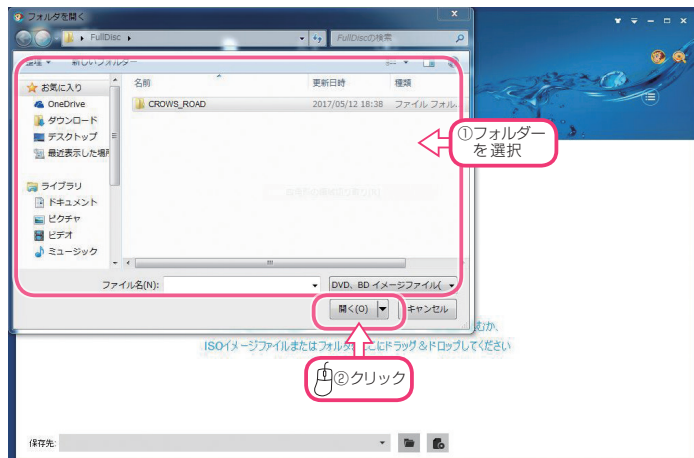 フォルダを開く
FullDisc
FullDiscの検索
整理
新しいフォルダー
お気に入り
OneDrive
ダウンロード
デスクトップ
最近表示した場所
ライブラリ
ドキュメント
ピクチャ
ビデオ
ミュージック
名前
更新日時
種類
CROWS_ROAD
2017/05/12 18:38
ファイル フォル...
①フォルダー
を選択
ファイル名(N):
DVD、BD イメージファイル(
開く(O)
キャンセル
むか、
ISOイメージファイルまたはフォルダをここにドラッグ&ドロップしてください
②クリック
保存先: